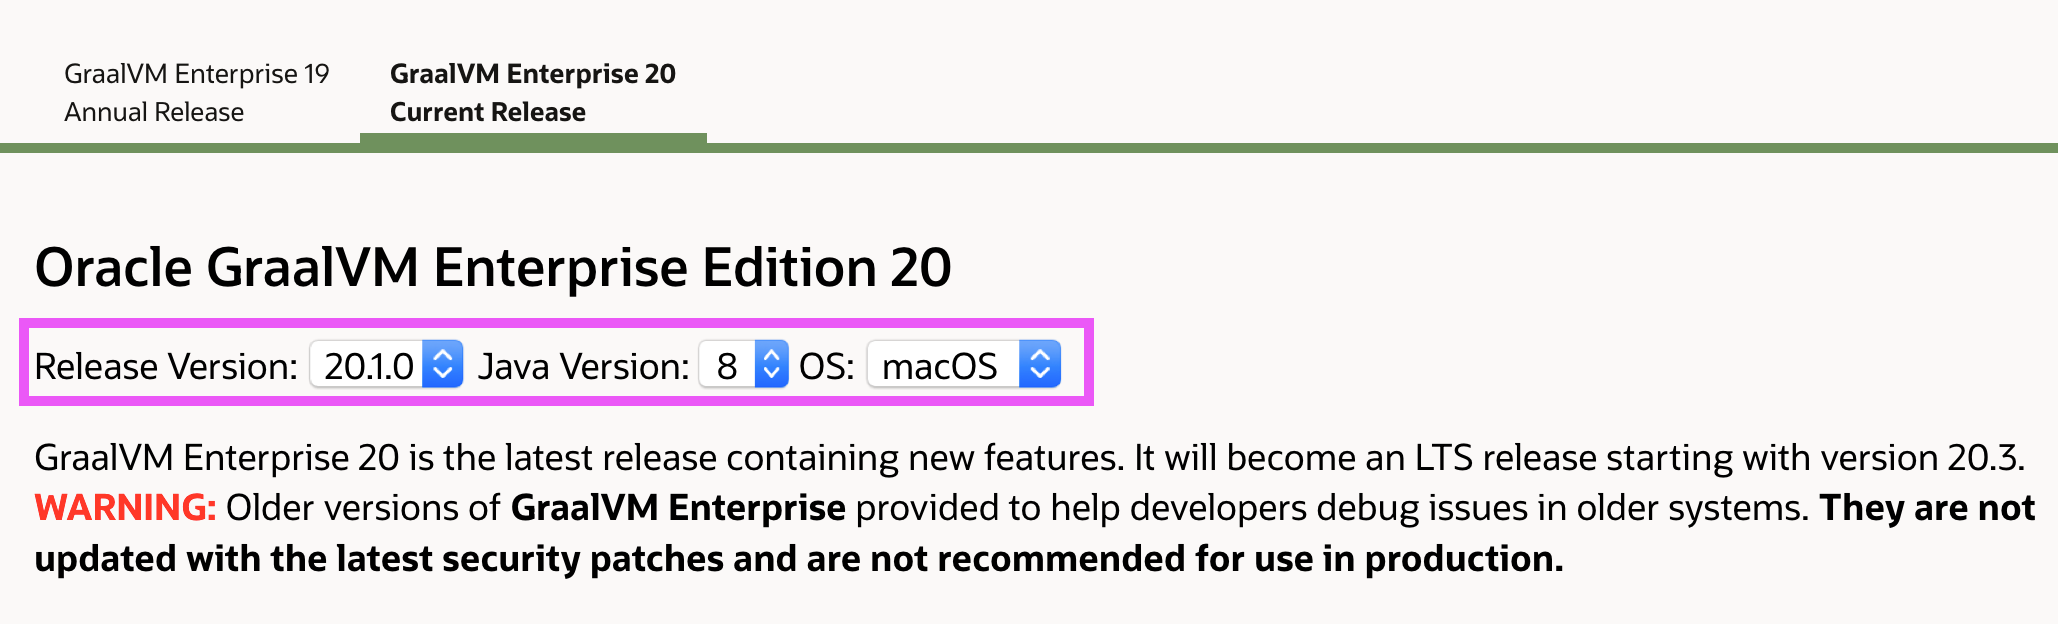 GraalVM Enterprise 19
Annual Release
GraalVM Enterprise 20
Current Release
Oracle GraalVM Enterprise Edition 20
Release Version: 20.1.0 Java Version: 8 OS: macOS
GraalVM Enterprise 20 is the latest release containing new features. It will become an LTS release starting with version 20.3.
WARNING: Older versions of GraalVM Enterprise provided to help developers debug issues in older systems. They are not
updated with the latest security patches and are not recommended for use in production.